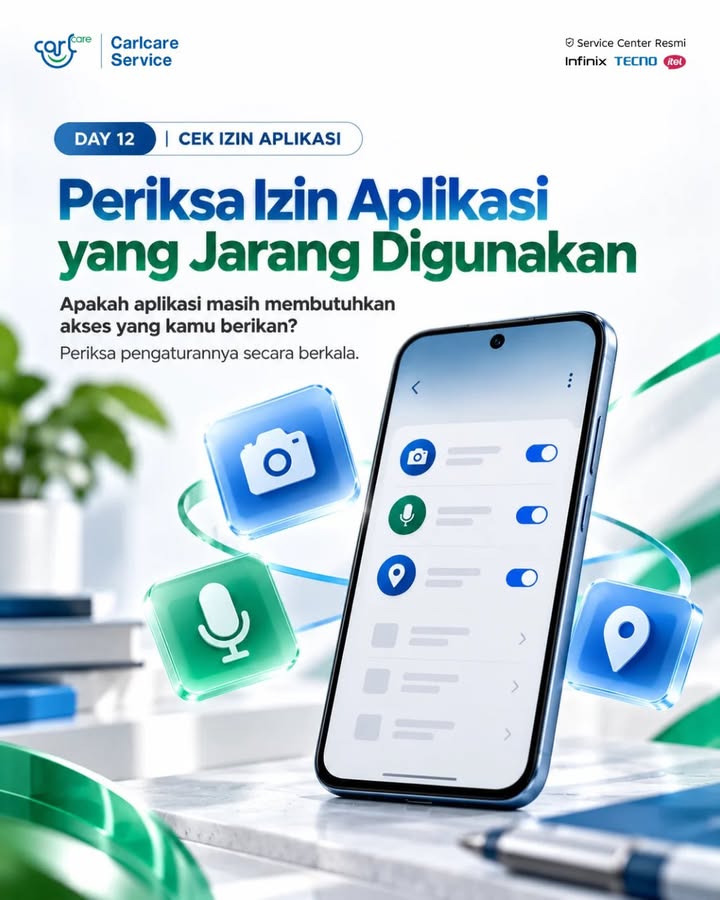 carlcare
Carlcare
Service
Service Center Resmi
Infinix TECNO itel
DAY 12 | CEK IZIN APLIKASI
Periksa Izin Aplikasi
yang Jarang Digunakan
Apakah aplikasi masih membutuhkan
akses yang kamu berikan?
Periksa pengaturannya secara berkala.